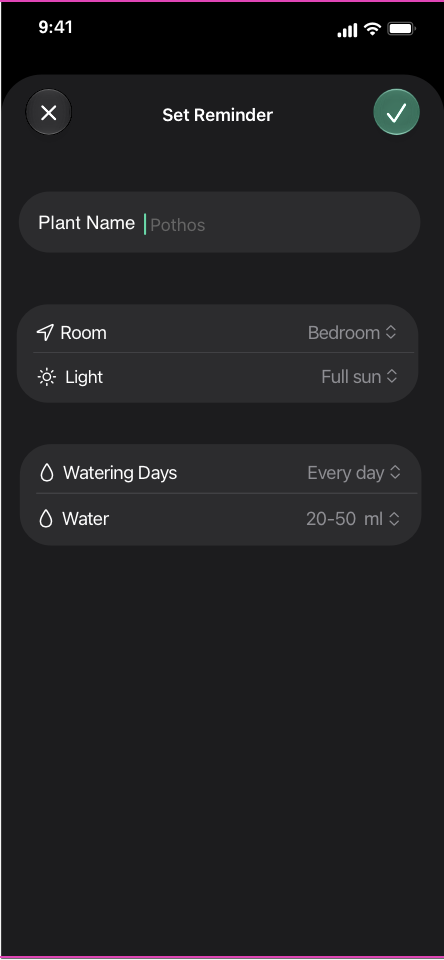 9:41
Set Reminder
Plant Name Pothos
Room Bedroom
Light Full sun
Watering Days Every day
Water 20-50 ml